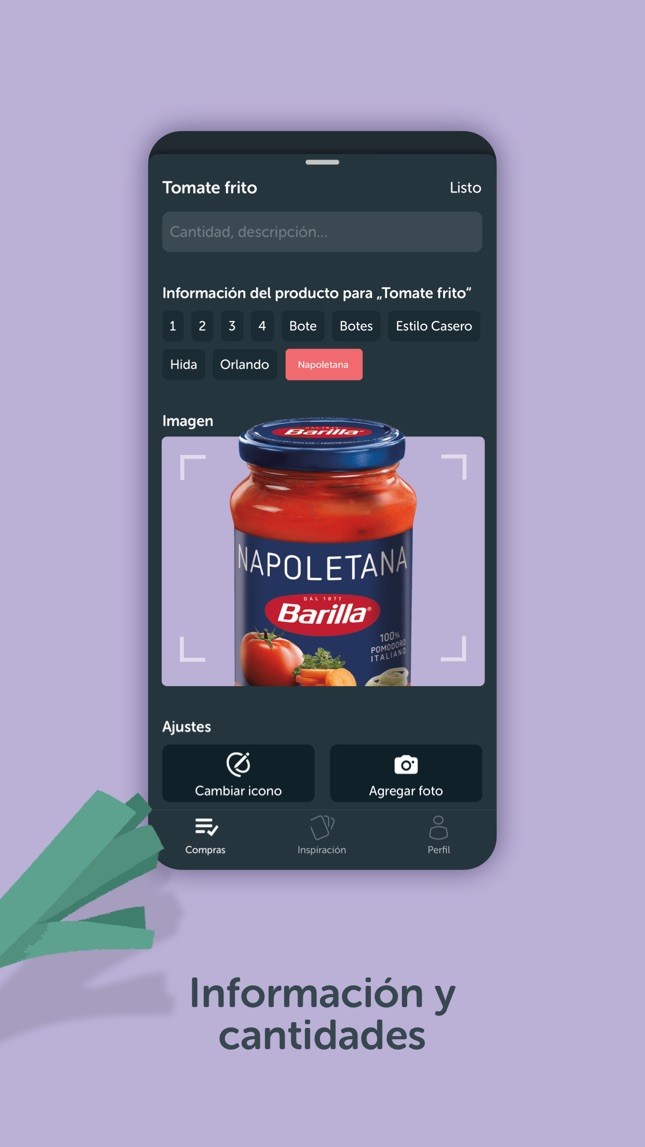 Tomate frito
Listo
Cantidad, descripción...
Información del producto para „Tomate frito“
1 2 3 4 Bote Botes Estilo Casero
Hida Orlando Napoletana
Imagen
Barilla
NAPOLETANA
DAL 1877
Barilla
100%
POMODORO
ITALIANO
Ajustes
Cambiar icono
Agregar foto
Compras
Inspiración
Perfil
Información y
cantidades